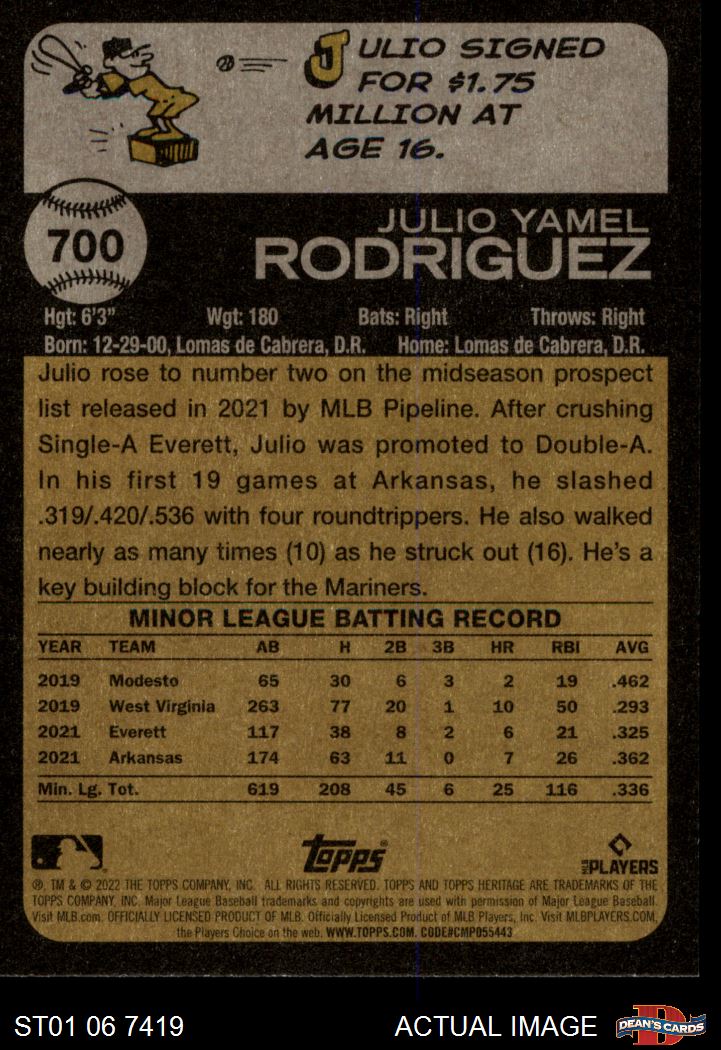 JULIO SIGNED
FOR $1.75
MILLION AT
AGE 16.
700
JULIO YAMEL
RODRIGUEZ
Hgt: 6'3" Wgt: 180 Bats: Right Throws: Right
Born: 12-29-00, Lomas de Cabrera, D.R. Home: Lomas de Cabrera, D.R.
Julio rose to number two on the midseason prospect
list released in 2021 by MLB Pipeline. After crushing
Single-A Everett, Julio was promoted to Double-A.
In his first 19 games at Arkansas, he slashed
.319/.420/.536 with four roundtrippers. He also walked
nearly as many times (10) as he struck out (16). He's a
key building block for the Mariners.
MINOR LEAGUE BATTING RECORD
YEAR TEAM AB H 2B 3B HR RBI AVG
2019 Modesto 65 30 6 3 2 19 .462
2019 West Virginia 263 77 20 1 10 50 .293
2021 Everett 117 38 8 2 6 21 .325
2021 Arkansas 174 63 11 0 7 26 .362
Min. Lg. Tot. 619 208 45 6 25 116 .336
Topps®
MLB PLAYERS
®, TM & © 2022 THE TOPPS COMPANY, INC. ALL RIGHTS RESERVED. TOPPS AND TOPPS HERITAGE ARE TRADEMARKS OF THE
TOPPS COMPANY, INC. Major League Baseball trademarks and copyrights are used with permission of Major League Baseball.
Visit MLB.com. OFFICIALLY LICENSED PRODUCT OF MLB. Officially Licensed Product of MLB Players, Inc. Visit MLBPLAYERS.COM,
the Players Choice on the web. WWW.TOPPS.COM. CODE#CMP055443
ST01 06 7419 ACTUAL IMAGE DEAN'S CARDS